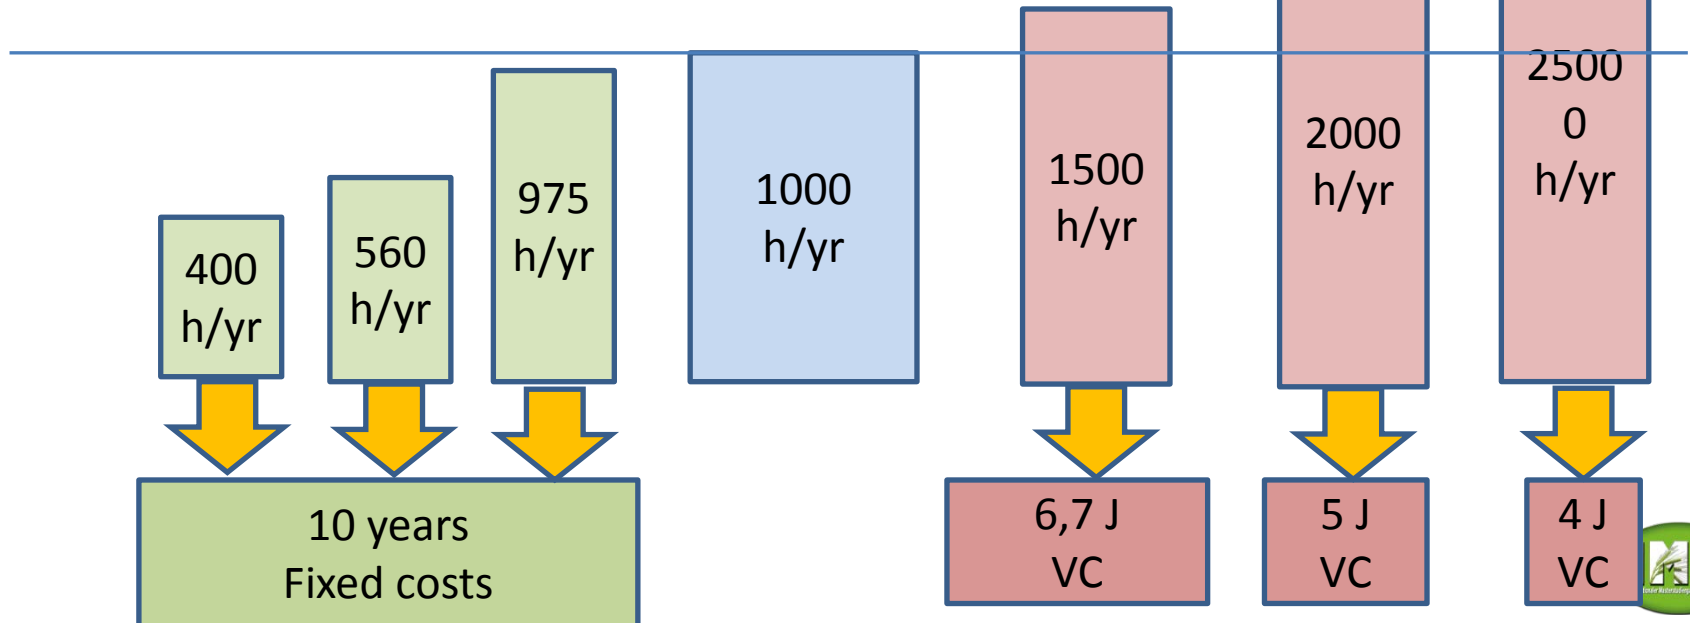 400
h/yr
560
h/yr
975
h/yr
1000
h/yr
1500
h/yr
2000
h/yr
2500
0
h/yr
10 years
Fixed costs
6,7 J
VC
5 J
VC
4 J
VC